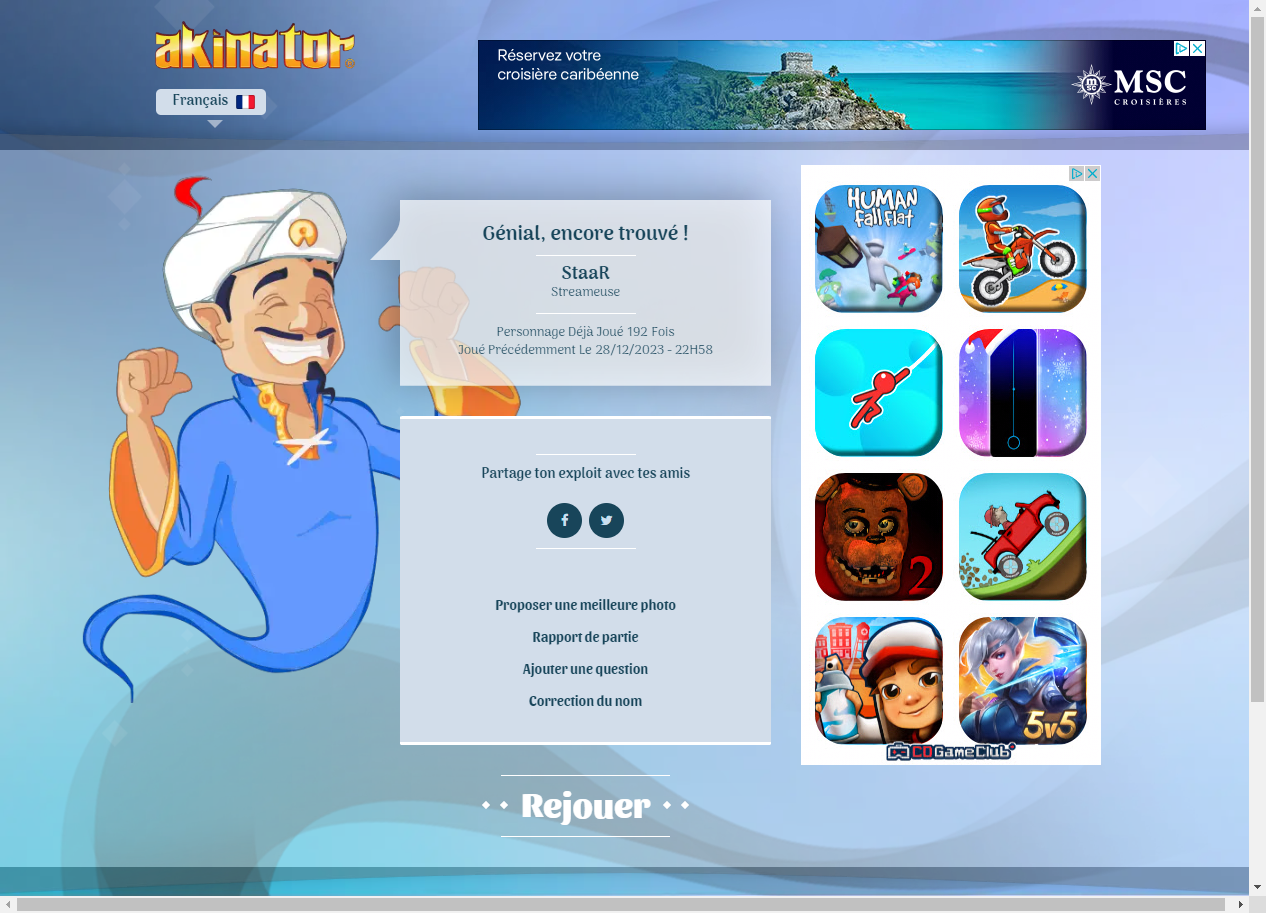 akinator
Français
Réservez votre
croisière caribéenne
MSC
CROISIÈRES
Génial, encore trouvé !
StaaR
Streameuse
Personnage Déjà Joué 192 Fois
Joué Précédemment Le 28/12/2023 - 22H58
Partage ton exploit avec tes amis
Proposer une meilleure photo
Rapport de partie
Ajouter une question
Correction du nom
Rejouer
HUMAN
fall flat
2
5v5
CDGameClub